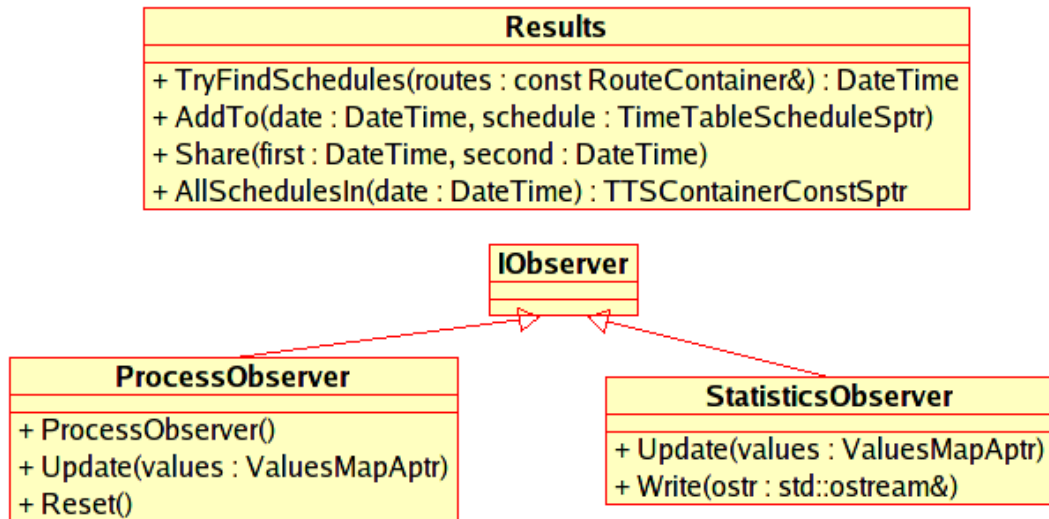 Results
+ TryFindSchedules(routes : const RouteContainer&) : DateTime
+ AddTo(date : DateTime, schedule : TimeTableScheduleSptr)
+ Share(first : DateTime, second : DateTime)
+ AllSchedulesIn(date : DateTime) : TTSContainerConstSptr
IObserver
ProcessObserver
+ ProcessObserver()
+ Update(values : ValuesMapAptr)
+ Reset()
StatisticsObserver
+ Update(values : ValuesMapAptr)
+ Write(ostr : std::ostream&)